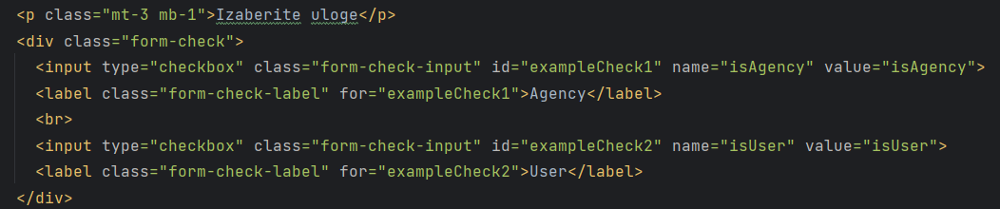 <p class="mt-3 mb-1">Izaberite uloge</p>
<div class="form-check">
  <input type="checkbox" class="form-check-input" id="exampleCheck1" name="isAgency" value="isAgency">
  <label class="form-check-label" for="exampleCheck1">Agency</label>
  <br>
  <input type="checkbox" class="form-check-input" id="exampleCheck2" name="isUser" value="isUser">
  <label class="form-check-label" for="exampleCheck2">User</label>
</div>